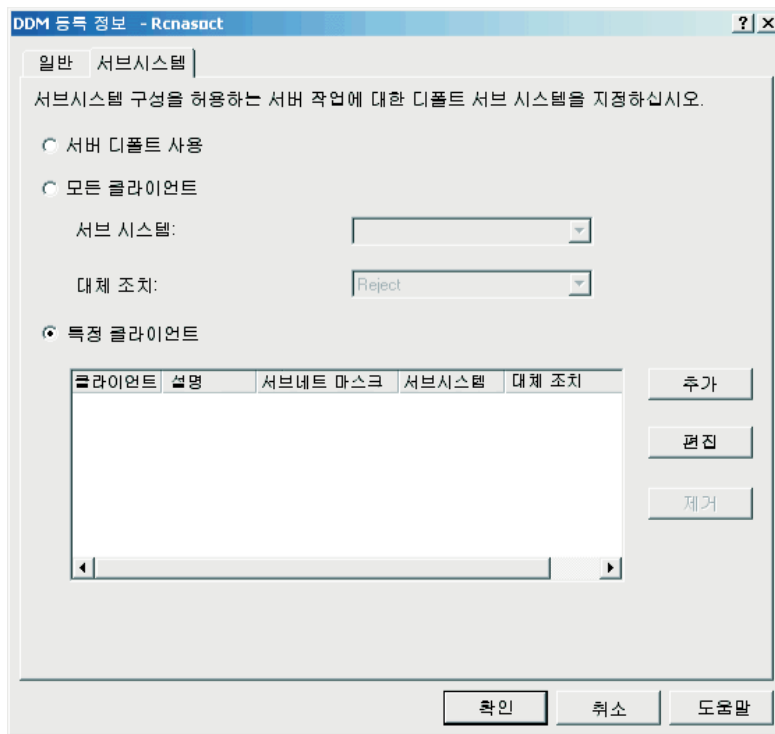 DDM 등록 정보 - Rcnasact
일반 서브시스템
서브시스템 구성을 허용하는 서버 작업에 대한 디폴트 서브 시스템을 지정하십시오.
서버 디폴트 사용
모든 클라이언트
서브 시스템:
대체 조치: Reject
특정 클라이언트
클라이언트 설명 서브네트 마스크 서브시스템 대체 조치
추가
편집
제거
확인 취소 도움말